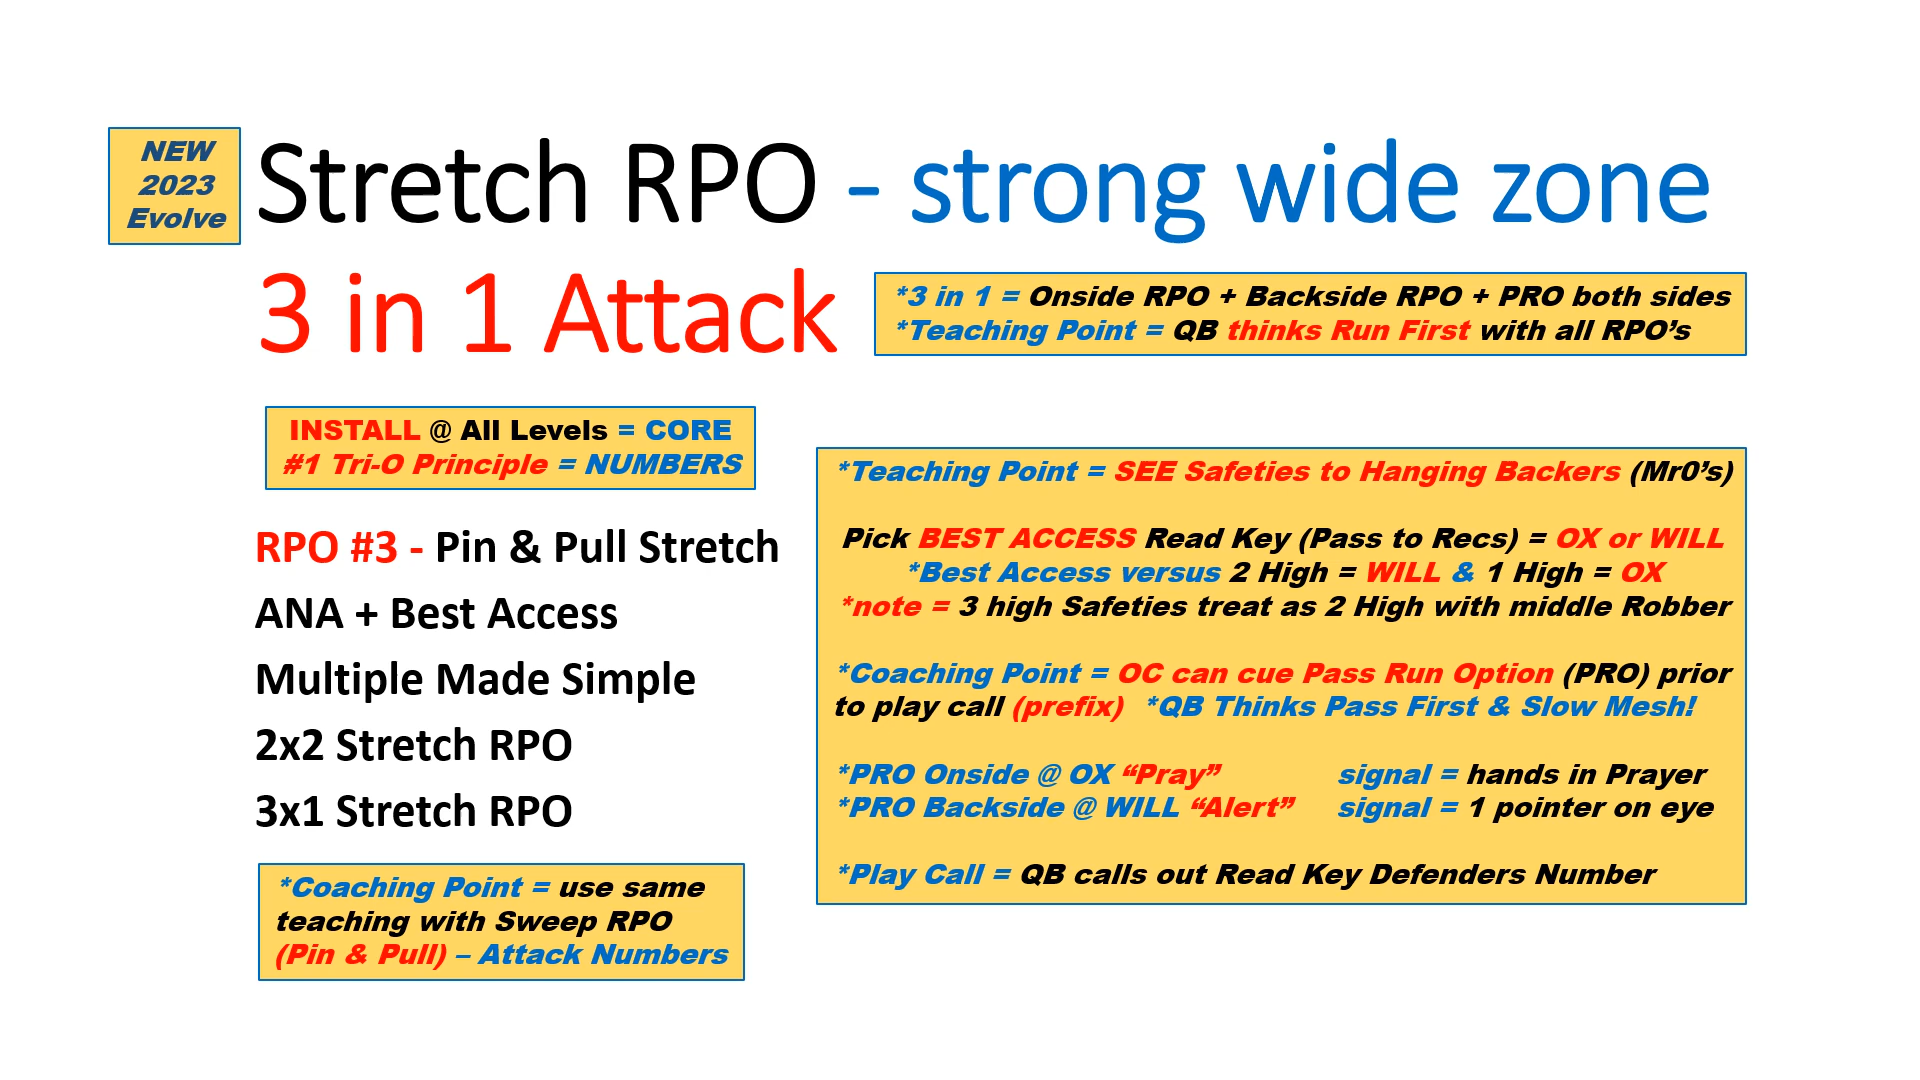 NEW
2023
Evolve
Stretch RPO - strong wide zone
3 in 1 Attack
*3 in 1 = Onside RPO + Backside RPO + PRO both sides
*Teaching Point = QB thinks Run First with all RPO's
INSTALL @ All Levels = CORE
#1 Tri-O Principle = NUMBERS
RPO #3 - Pin & Pull Stretch
ANA + Best Access
Multiple Made Simple
2x2 Stretch RPO
3x1 Stretch RPO
*Coaching Point = use same
teaching with Sweep RPO
(Pin & Pull) – Attack Numbers
*Teaching Point = SEE Safeties to Hanging Backers (Mr0's)
Pick BEST ACCESS Read Key (Pass to Recs) = OX or WILL
*Best Access versus 2 High = WILL & 1 High = OX
*note = 3 high Safeties treat as 2 High with middle Robber
*Coaching Point = OC can cue Pass Run Option (PRO) prior
to play call (prefix) *QB Thinks Pass First & Slow Mesh!
*PRO Onside @ OX “Pray” signal = hands in Prayer
*PRO Backside @ WILL “Alert” signal = 1 pointer on eye
*Play Call = QB calls out Read Key Defenders Number